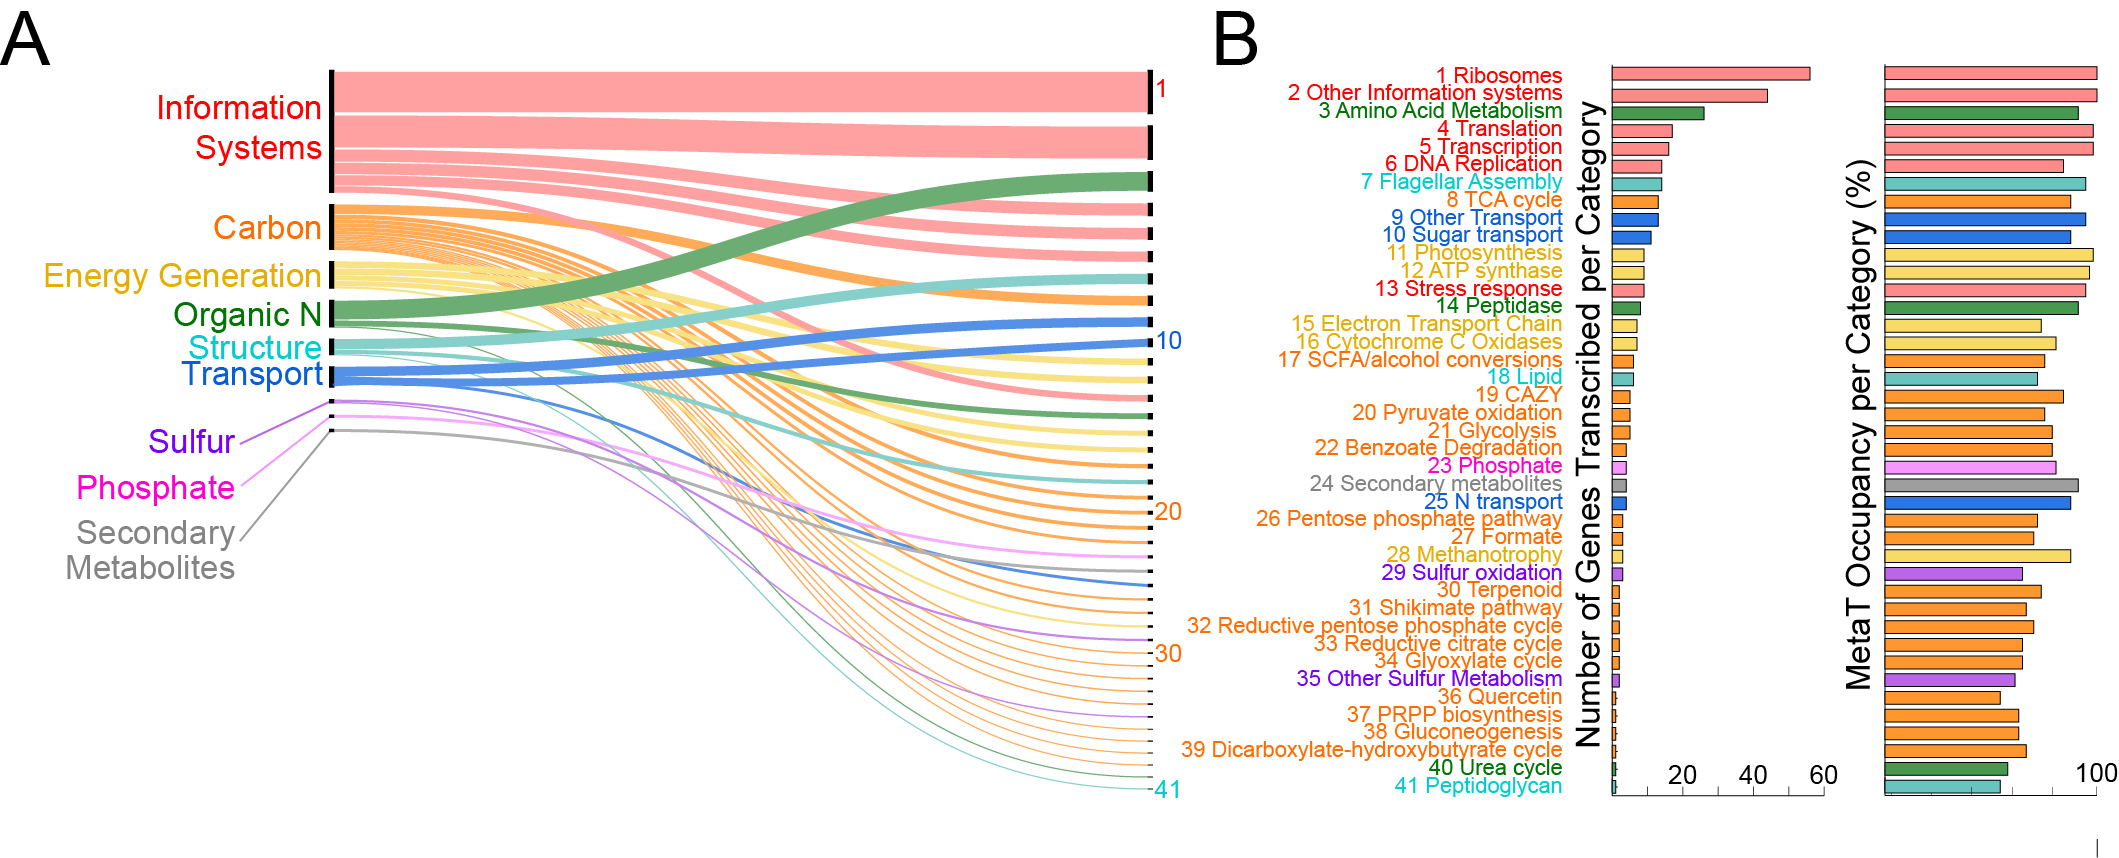 A
Information
Systems
Carbon
Energy Generation
Organic N
Structure
Transport
Sulfur
Phosphate
Secondary
Metabolites
1
10
20
30
41
B
1 Ribosomes
2 Other Information systems
3 Amino Acid Metabolism
4 Translation
5 Transcription
6 DNA Replication
7 Flagellar Assembly
8 TCA cycle
9 Other Transport
10 Sugar transport
11 Photosynthesis
12 ATP synthase
13 Stress response
14 Peptidase
15 Electron Transport Chain
16 Cytochrome C Oxidases
17 SCFA/alcohol conversions
18 Lipid
19 CAZY
20 Pyruvate oxidation
21 Glycolysis
22 Benzoate Degradation
23 Phosphate
24 Secondary metabolites
25 N transport
26 Pentose phosphate pathway
27 Formate
28 Methanotrophy
29 Sulfur oxidation
30 Terpenoid
31 Shikimate pathway
32 Reductive pentose phosphate cycle
33 Reductive citrate cycle
34 Glyoxylate cycle
35 Other Sulfur Metabolism
36 Quercetin
37 PRPP biosynthesis
38 Gluconeogenesis
39 Dicarboxylate-hydroxybutyrate cycle
40 Urea cycle
41 Peptidoglycan
Number of Genes Transcribed per Category
20 40 60
MetaT Occupancy per Category (%)
100